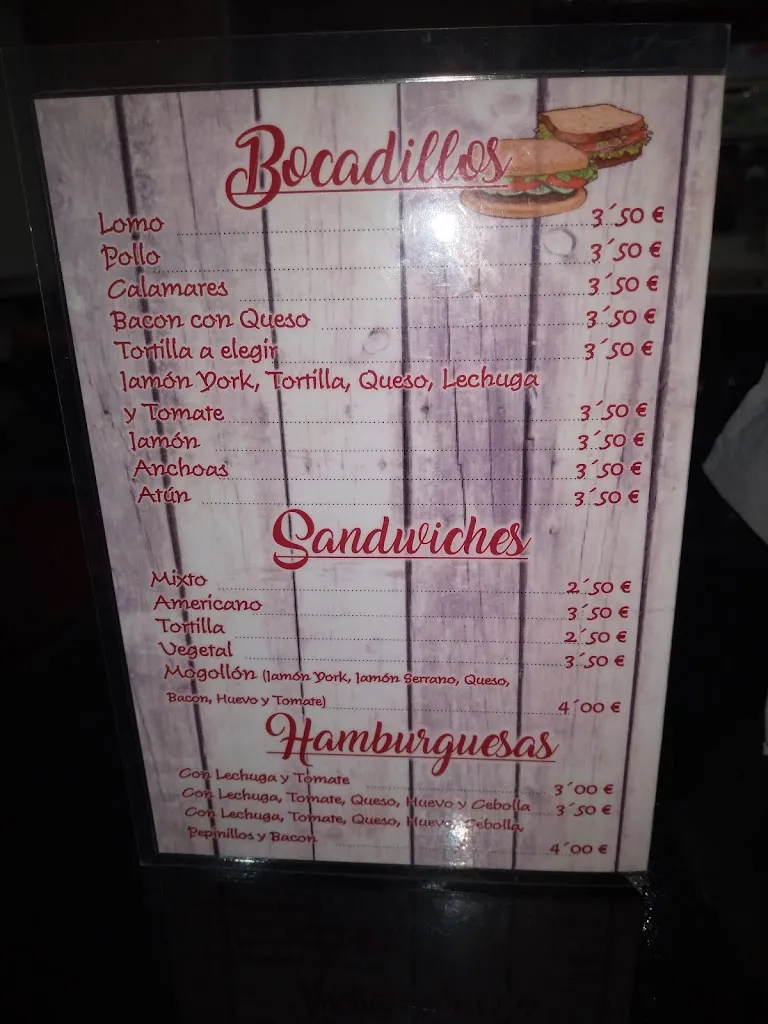 Bocadillos
Lomo 3´50 €
Pollo 3´50 €
Calamares 3´50 €
Bacon con Queso 3´50 €
Tortilla a elegir 3´50 €
Jamón York, Tortilla, Queso, Lechuga
y Tomate 3´50 €
Jamón 3´50 €
Anchoas 3´50 €
Atún 3´50 €
Sandwiches
Mixto 2´50 €
Americano 3´50 €
Tortilla 2´50 €
Vegetal 3´50 €
Mogollón (Jamón York, Jamón Serrano, Queso,
Bacon, Huevo y Tomate) 4´00 €
Hamburguesas
Con Lechuga y Tomate 3´00 €
Con Lechuga, Tomate, Queso, Huevo y Cebolla 3´50 €
Con Lechuga, Tomate, Queso, Huevo, Cebolla,
Pepinillos y Bacon 4´00 €